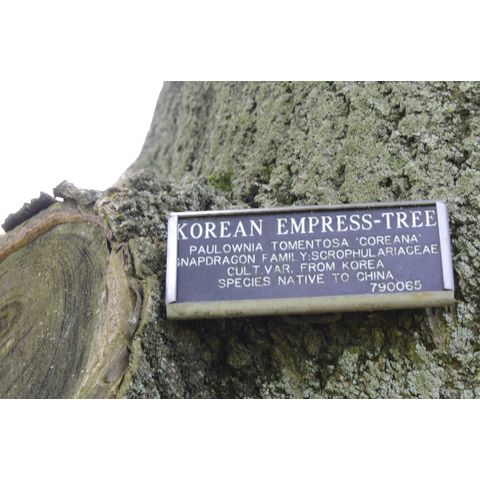 KOREAN EMPRESS-TREE
PAULOWNIA TOMENTOSA 'COREANA'
SNAPDRAGON FAMILY:SCROPHULARIACEAE
CULT.VAR. FROM KOREA
SPECIES NATIVE TO CHINA
790065